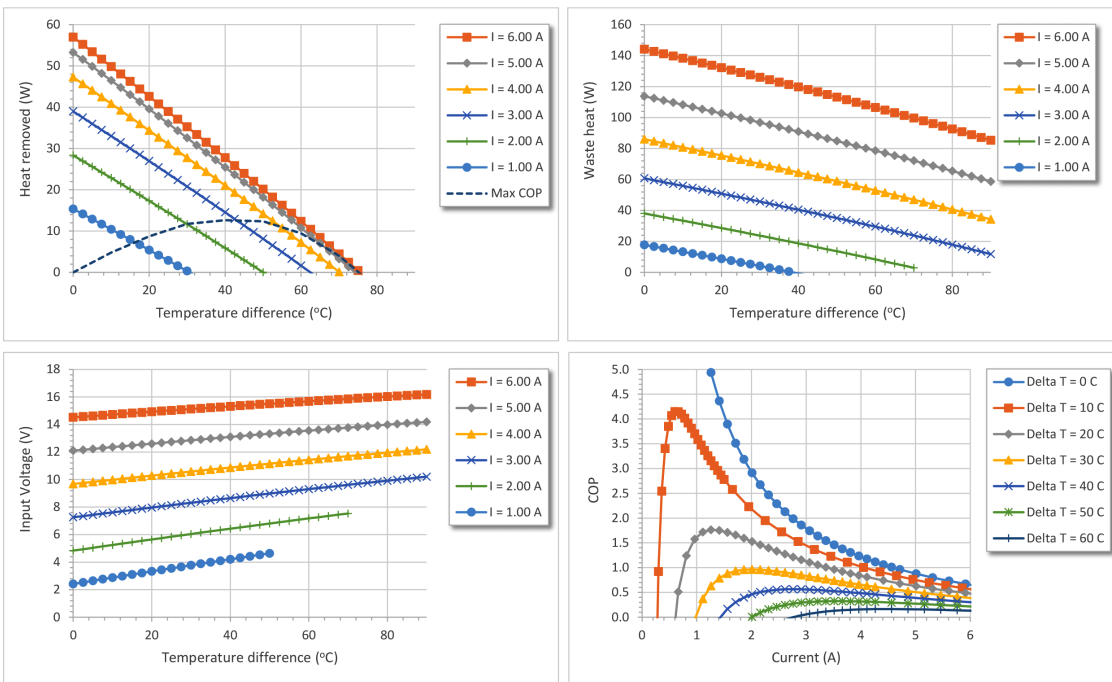 60
50
40
30
20
10
0
0
20
40
60
80
Heat removed (W)
Temperature difference (°C)
I = 6.00 A
I = 5.00 A
I = 4.00 A
I = 3.00 A
I = 2.00 A
I = 1.00 A
Max COP
160
140
120
100
80
60
40
20
0
0
20
40
60
80
Waste heat (W)
Temperature difference (°C)
I = 6.00 A
I = 5.00 A
I = 4.00 A
I = 3.00 A
I = 2.00 A
I = 1.00 A
18
16
14
12
10
8
6
4
2
0
0
20
40
60
80
Input Voltage (V)
Temperature difference (°C)
I = 6.00 A
I = 5.00 A
I = 4.00 A
I = 3.00 A
I = 2.00 A
I = 1.00 A
5.0
4.5
4.0
3.5
3.0
2.5
2.0
1.5
1.0
0.5
0.0
0
1
2
3
4
5
6
COP
Current (A)
Delta T = 0 C
Delta T = 10 C
Delta T = 20 C
Delta T = 30 C
Delta T = 40 C
Delta T = 50 C
Delta T = 60 C